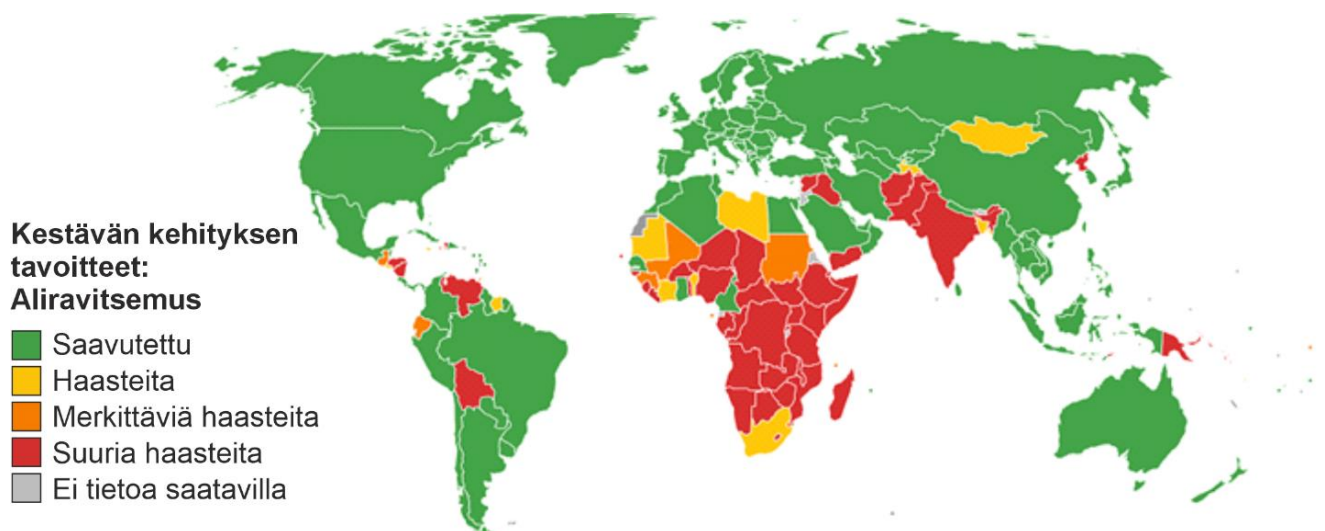 Kestävän kehityksen
tavoitteet:
Aliravitsemus
Saavutettu
Haasteita
Merkittäviä haasteita
Suuria haasteita
Ei tietoa saatavilla